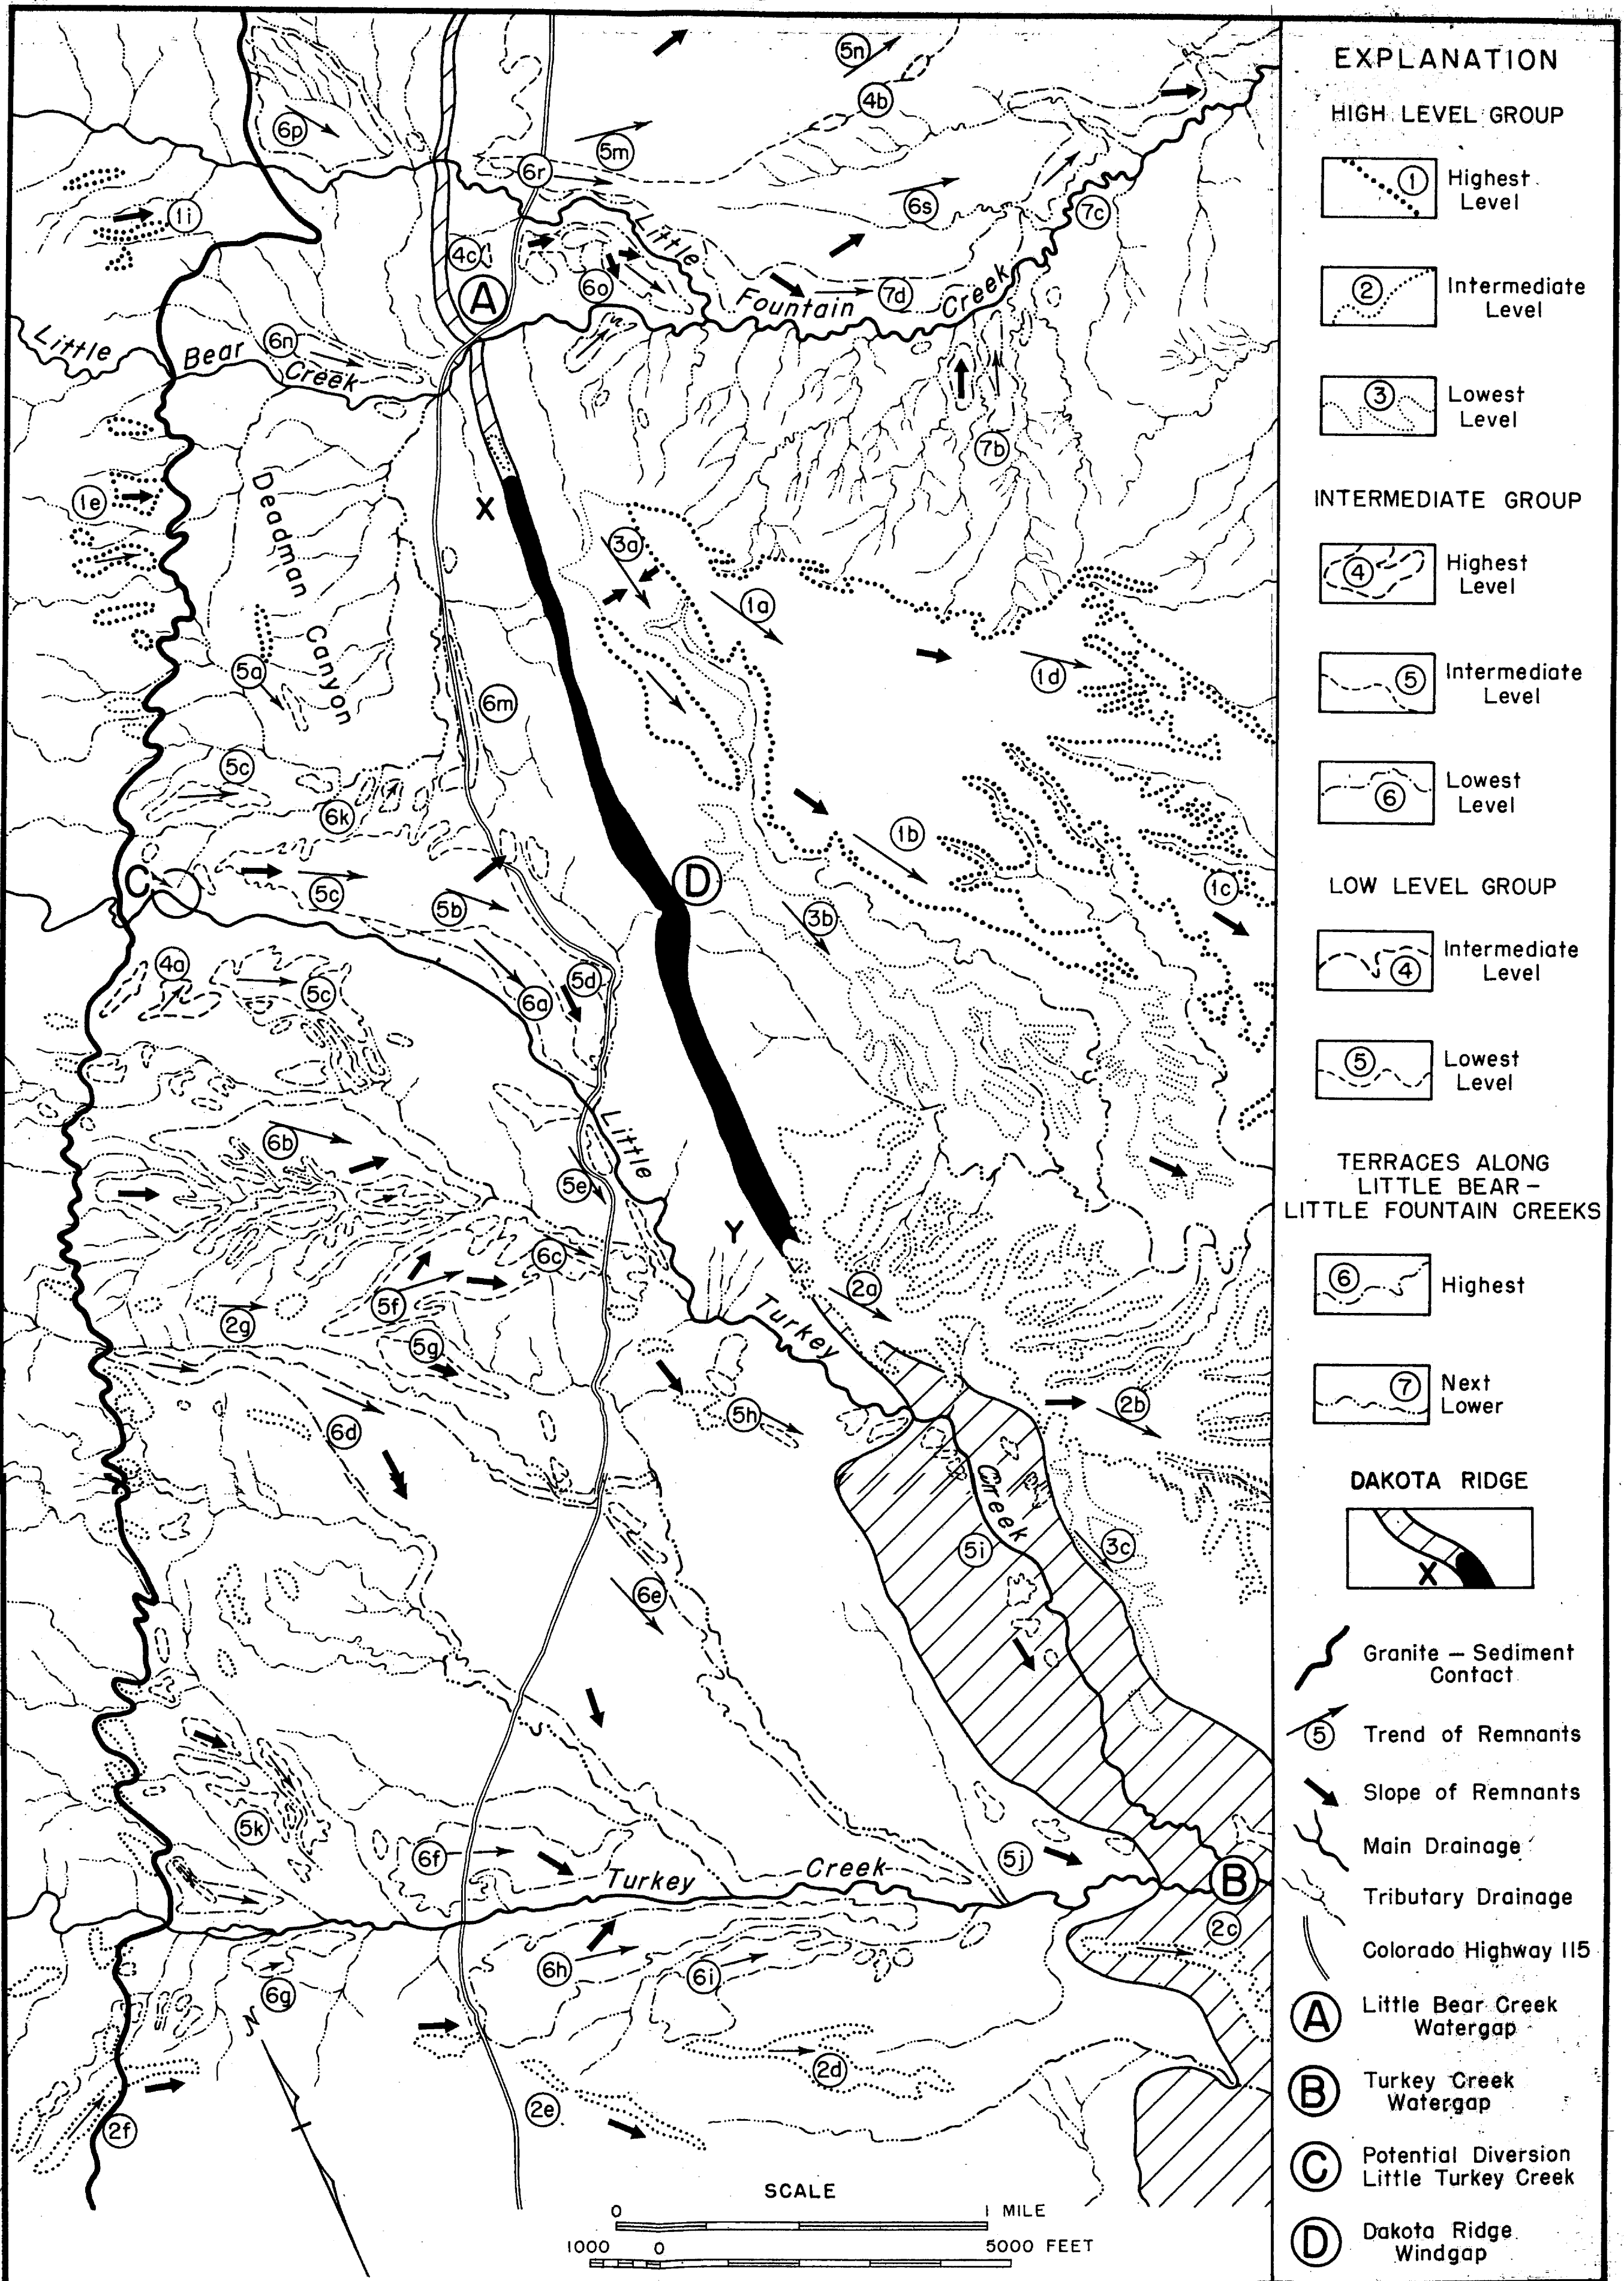 5n
4b
6p
5m
6r
1i
6s
7c
4c
Little
A
6o
7d
Fountain
Creek
Little
Bear
6n
Creek
7b
1e
X
Deadman
3a
1a
Canyon
5a
1d
6m
5c
6k
1b
C
D
5c
1c
5b
3b
4a
5c
5d
6a
Little
6b
5e
Y
6c
2a
5f
2g
Turkey
5g
5h
2b
6d
Creek
5i
3c
6e
5k
6f
5j
Turkey
Creek
B
2c
6h
6i
6g
N
2d
2e
2f
SCALE
0 1 MILE
1000 0 5000 FEET
EXPLANATION
HIGH LEVEL GROUP
1 Highest
Level
2 Intermediate
Level
3 Lowest
Level
INTERMEDIATE GROUP
4 Highest
Level
5 Intermediate
Level
6 Lowest
Level
LOW LEVEL GROUP
4 Intermediate
Level
5 Lowest
Level
TERRACES ALONG
LITTLE BEAR –
LITTLE FOUNTAIN CREEKS
6 Highest
7 Next
Lower
DAKOTA RIDGE
X
Granite – Sediment
Contact
5 Trend of Remnants
Slope of Remnants
Main Drainage
Tributary Drainage
Colorado Highway 115
A Little Bear Creek
Watergap
B Turkey Creek
Watergap
C Potential Diversion
Little Turkey Creek
D Dakota Ridge
Windgap